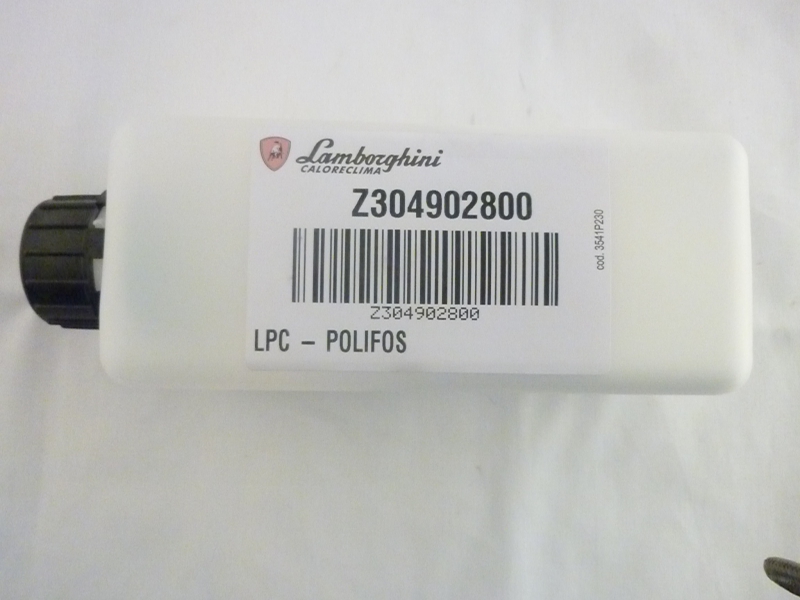 Lamborghini
CALORECLIMA
Z304902800
cod. 3541P230
Z304902800
LPC - POLIFOS